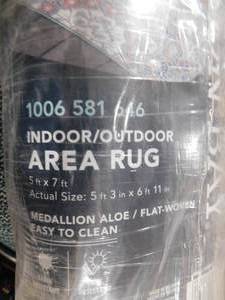 1006 581 646
INDOOR/OUTDOOR
AREA RUG
5 ft x 7 ft
Actual Size: 5 ft 3 in x 6 ft 11 in
MEDALLION ALOE / FLAT-WOVEN
EASY TO CLEAN